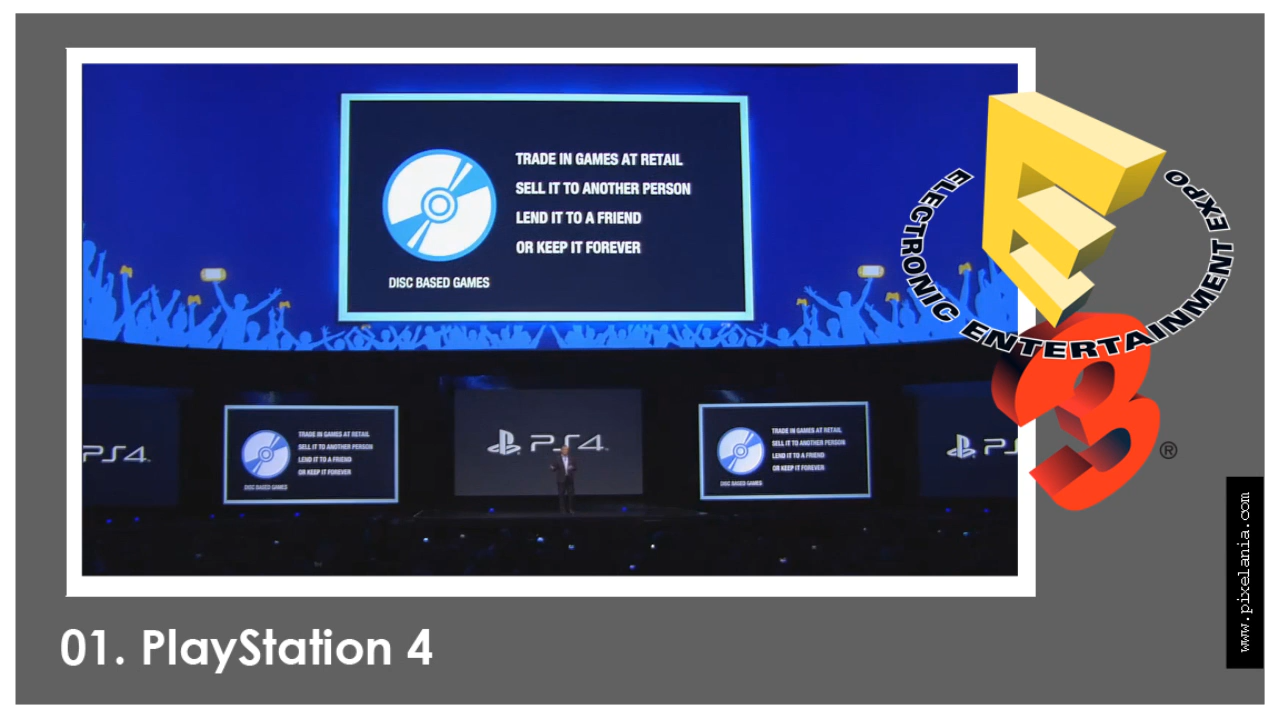 TRADE IN GAMES AT RETAIL
SELL IT TO ANOTHER PERSON
LEND IT TO A FRIEND
OR KEEP IT FOREVER
DISC BASED GAMES
ELECTRONIC ENTERTAINMENT EXPO
E3®
PS4™
TRADE IN GAMES AT RETAIL
SELL IT TO ANOTHER PERSON
LEND IT TO A FRIEND
OR KEEP IT FOREVER
DISC BASED GAMES
PS4™
TRADE IN GAMES AT RETAIL
SELL IT TO ANOTHER PERSON
LEND IT TO A FRIEND
OR KEEP IT FOREVER
DISC BASED GAMES
PS
www.pixelania.com
01. PlayStation 4